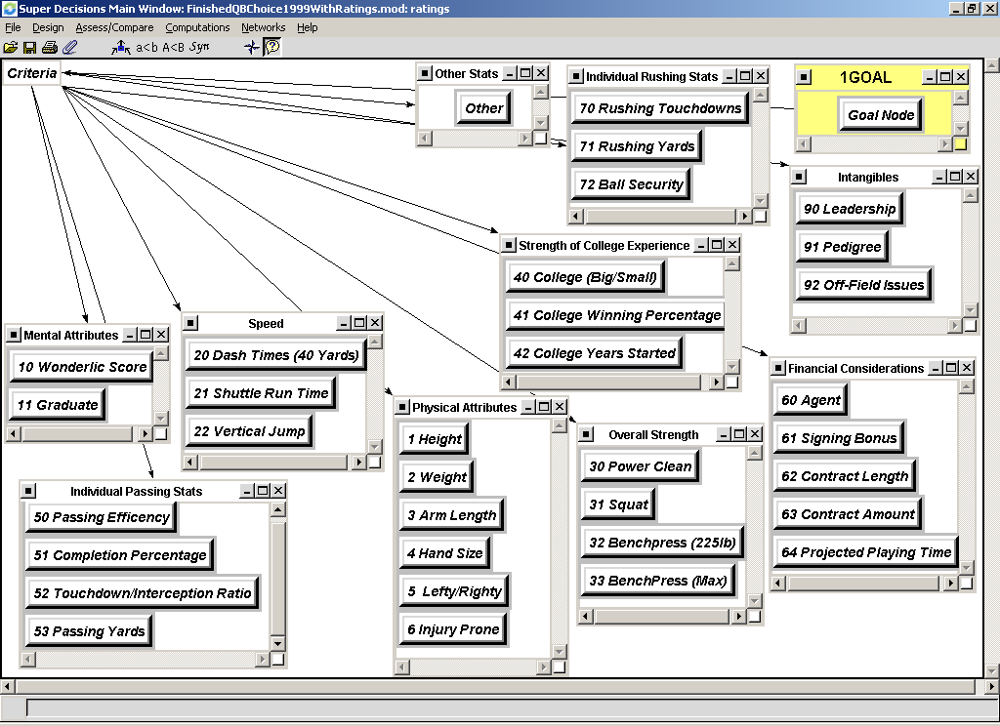 Super Decisions Main Window: FinishedQBChoice1999WithRatings.mod: ratings
File Design Assess/Compare Computations Networks Help
a<b A<B Syn
Criteria
Other Stats
Other
Individual Rushing Stats
70 Rushing Touchdowns
71 Rushing Yards
72 Ball Security
1GOAL
Goal Node
Intangibles
90 Leadership
91 Pedigree
92 Off-Field Issues
Strength of College Experience
40 College (Big/Small)
41 College Winning Percentage
42 College Years Started
Mental Attributes
10 Wonderlic Score
11 Graduate
Speed
20 Dash Times (40 Yards)
21 Shuttle Run Time
22 Vertical Jump
Physical Attributes
1 Height
2 Weight
3 Arm Length
4 Hand Size
5 Lefty/Righty
6 Injury Prone
Overall Strength
30 Power Clean
31 Squat
32 Benchpress (225lb)
33 BenchPress (Max)
Financial Considerations
60 Agent
61 Signing Bonus
62 Contract Length
63 Contract Amount
64 Projected Playing Time
Individual Passing Stats
50 Passing Efficency
51 Completion Percentage
52 Touchdown/Interception Ratio
53 Passing Yards